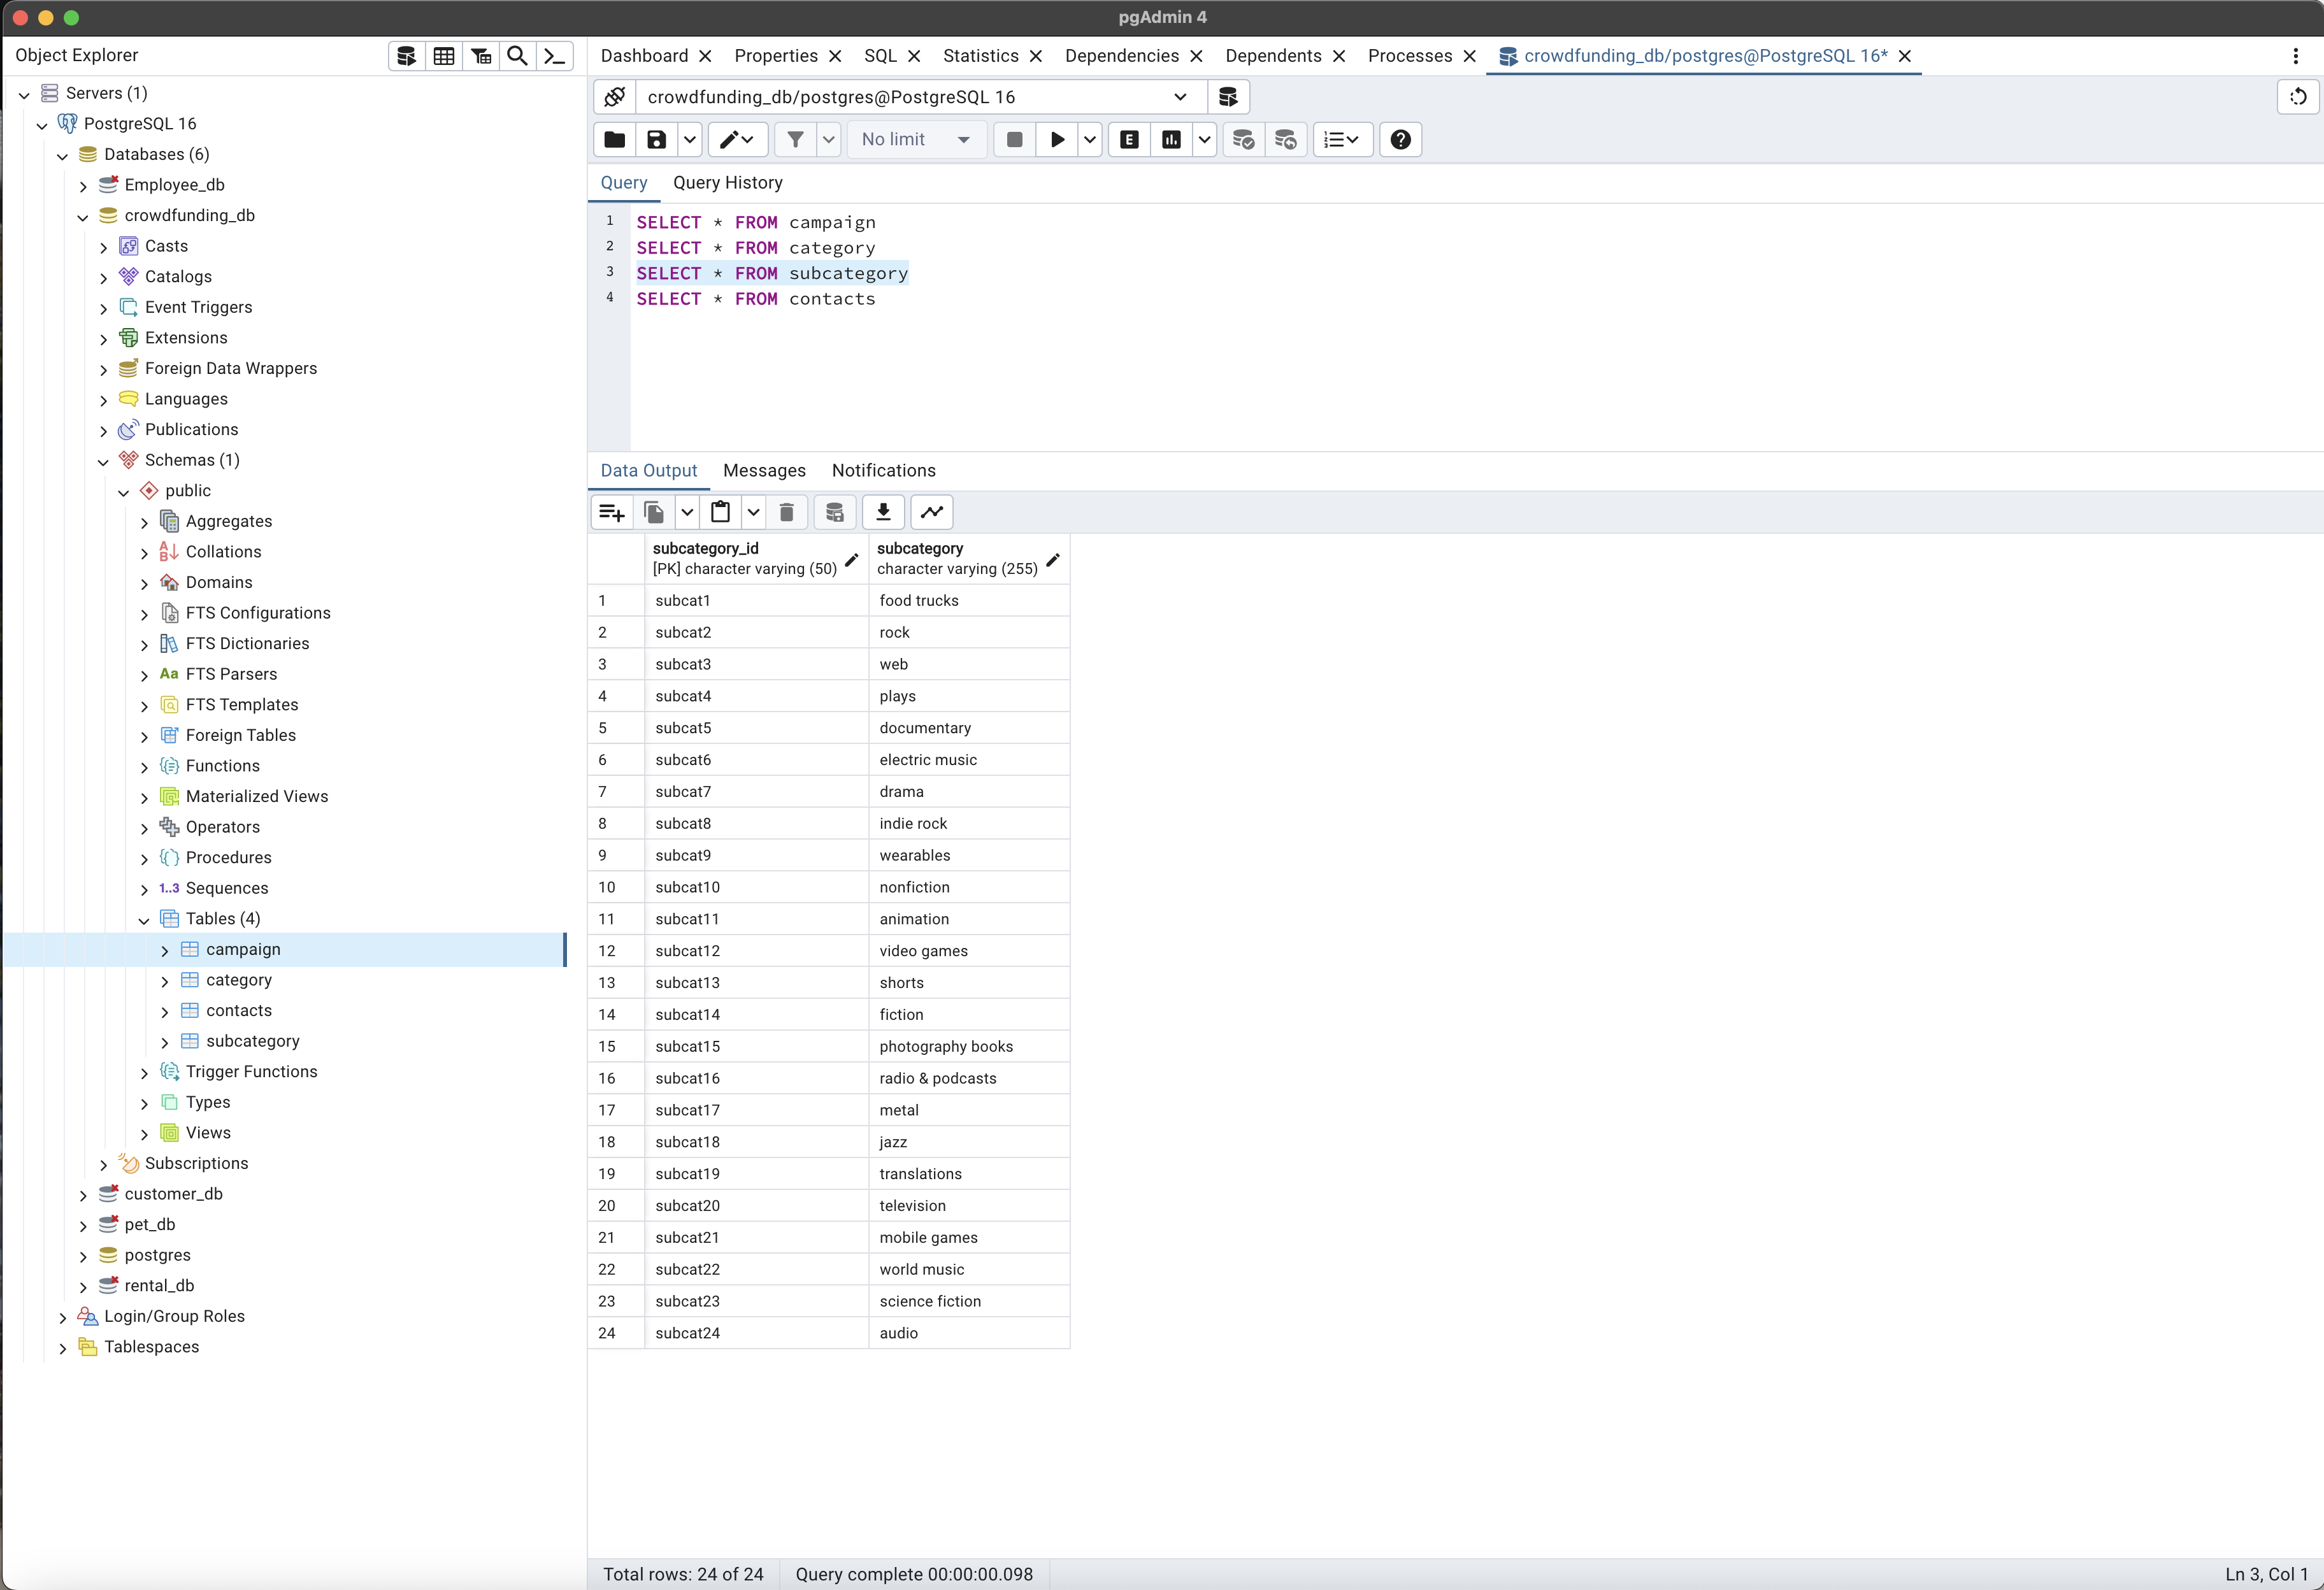 pgAdmin 4
Object Explorer
Servers (1)
PostgreSQL 16
Databases (6)
Employee_db
crowdfunding_db
Casts
Catalogs
Event Triggers
Extensions
Foreign Data Wrappers
Languages
Publications
Schemas (1)
public
Aggregates
Collations
Domains
FTS Configurations
FTS Dictionaries
Aa FTS Parsers
FTS Templates
Foreign Tables
Functions
Materialized Views
Operators
Procedures
1..3 Sequences
Tables (4)
campaign
category
contacts
subcategory
Trigger Functions
Types
Views
Subscriptions
customer_db
pet_db
postgres
rental_db
Login/Group Roles
Tablespaces
Dashboard Properties SQL Statistics Dependencies Dependents Processes crowdfunding_db/postgres@PostgreSQL 16*
crowdfunding_db/postgres@PostgreSQL 16
No limit E
Query Query History
1 SELECT * FROM campaign
2 SELECT * FROM category
3 SELECT * FROM subcategory
4 SELECT * FROM contacts
Data Output Messages Notifications
subcategory_id subcategory
[PK] character varying (50) character varying (255)
1 subcat1 food trucks
2 subcat2 rock
3 subcat3 web
4 subcat4 plays
5 subcat5 documentary
6 subcat6 electric music
7 subcat7 drama
8 subcat8 indie rock
9 subcat9 wearables
10 subcat10 nonfiction
11 subcat11 animation
12 subcat12 video games
13 subcat13 shorts
14 subcat14 fiction
15 subcat15 photography books
16 subcat16 radio & podcasts
17 subcat17 metal
18 subcat18 jazz
19 subcat19 translations
20 subcat20 television
21 subcat21 mobile games
22 subcat22 world music
23 subcat23 science fiction
24 subcat24 audio
Total rows: 24 of 24 Query complete 00:00:00.098 Ln 3, Col 1